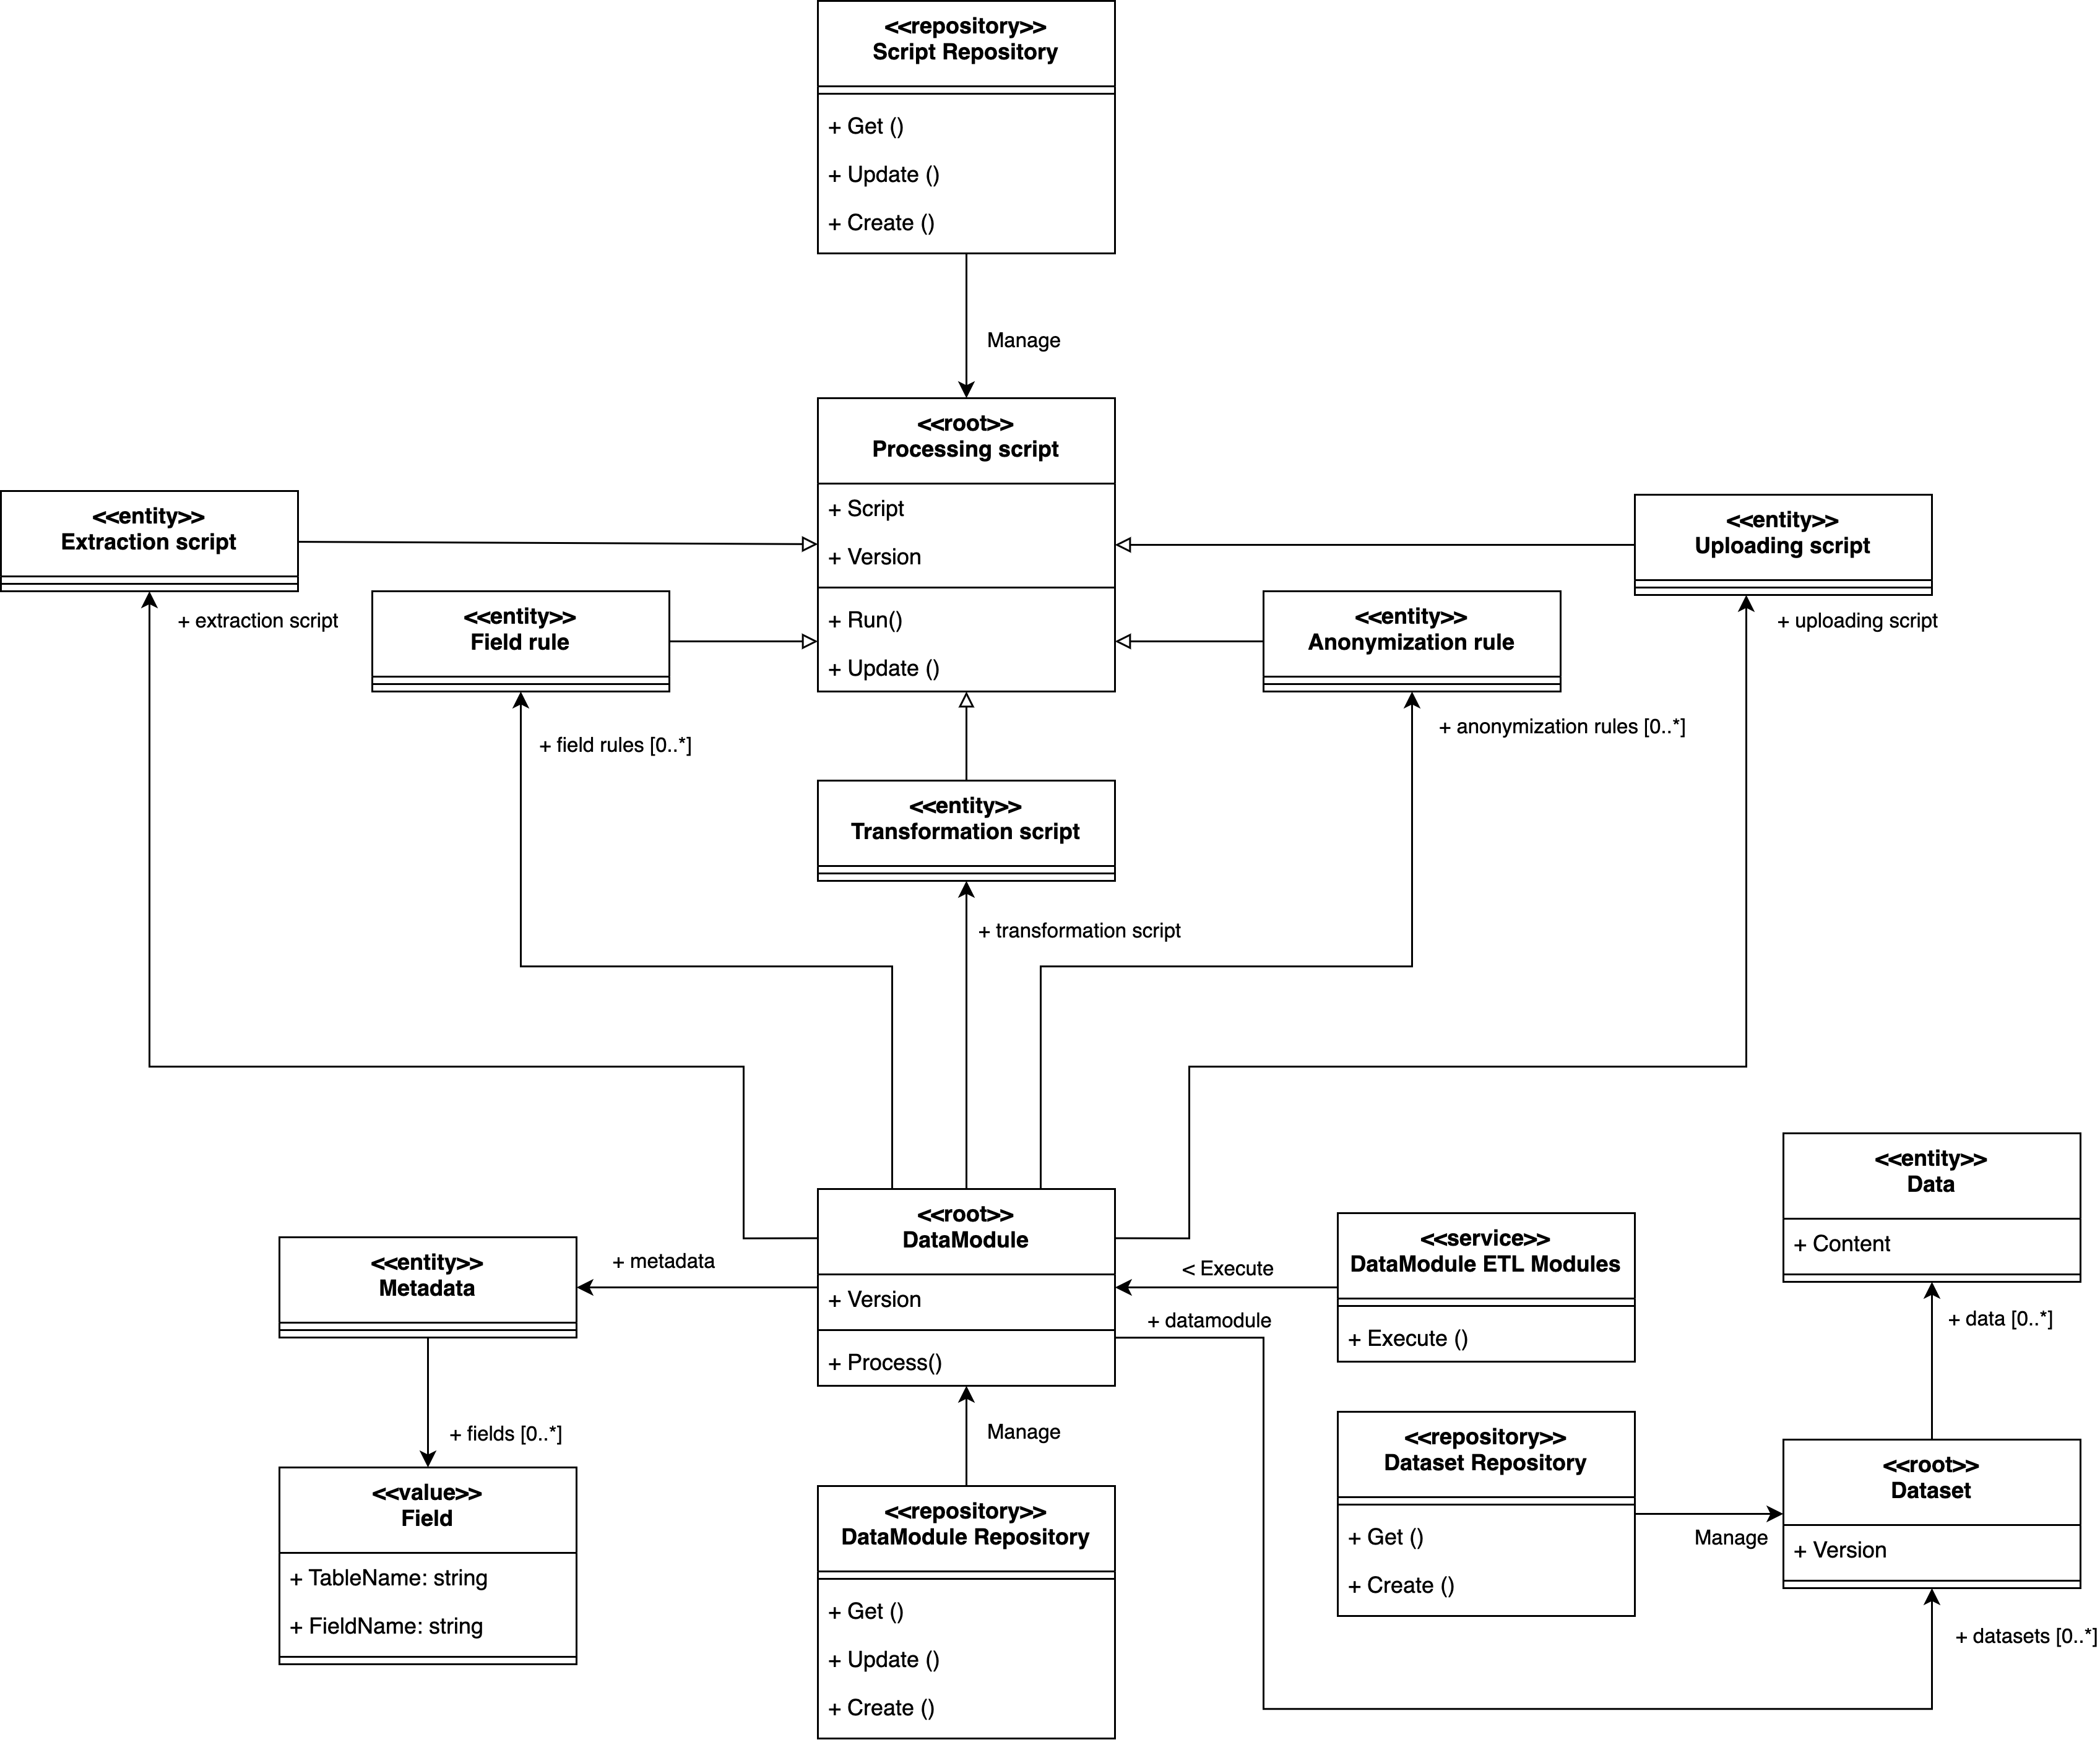 <<repository>>
Script Repository
+ Get ()
+ Update ()
+ Create ()
Manage
<<root>>
Processing script
+ Script
+ Version
+ Run()
+ Update ()
<<entity>>
Extraction script
+ extraction script
<<entity>>
Field rule
+ field rules [0..*]
<<entity>>
Uploading script
+ uploading script
<<entity>>
Anonymization rule
+ anonymization rules [0..*]
<<entity>>
Transformation script
+ transformation script
<<root>>
DataModule
+ Version
+ Process()
+ metadata
<<entity>>
Metadata
+ fields [0..*]
<<value>>
Field
+ TableName: string
+ FieldName: string
Manage
<<repository>>
DataModule Repository
+ Get ()
+ Update ()
+ Create ()
< Execute
+ datamodule
<<service>>
DataModule ETL Modules
+ Execute ()
<<repository>>
Dataset Repository
+ Get ()
+ Create ()
Manage
<<entity>>
Data
+ Content
+ data [0..*]
<<root>>
Dataset
+ Version
+ datasets [0..*]